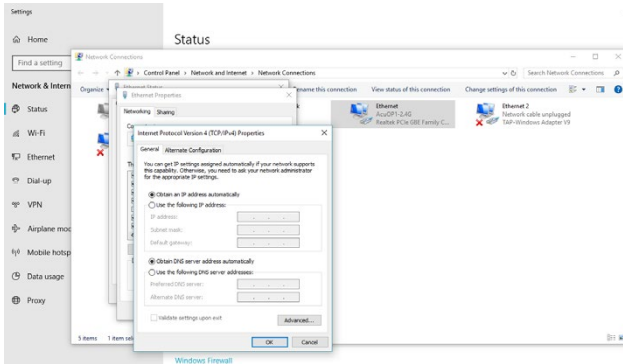 Settings
Home
Status
Find a setting
Network & Intern
Status
Wi-Fi
Ethernet
Dial-up
VPN
Airplane mod
Mobile hotsp
Data usage
Proxy
Network Connections
Control Panel › Network and Internet › Network Connections
Search Network Connections
Organize
Ethernet Status
ename this connection
View status of this connection
Change settings of this connection
Ethernet
Realtek PCIe GBE Family C...
Ethernet 2
Network cable unplugged
TAP-Windows Adapter V9
Ethernet Properties
Networking
Sharing
Internet Protocol Version 4 (TCP/IPv4) Properties
General
Alternate Configuration
You can get IP settings assigned automatically if your network supports
this capability. Otherwise, you need to ask your network administrator
for the appropriate IP settings.
Obtain an IP address automatically
Use the following IP address:
IP address:
Subnet mask:
Default gateway:
Obtain DNS server address automatically
Use the following DNS server addresses:
Preferred DNS server:
Alternate DNS server:
Validate settings upon exit
Advanced...
OK
Cancel
5 items
1 item sel
Windows Firewall